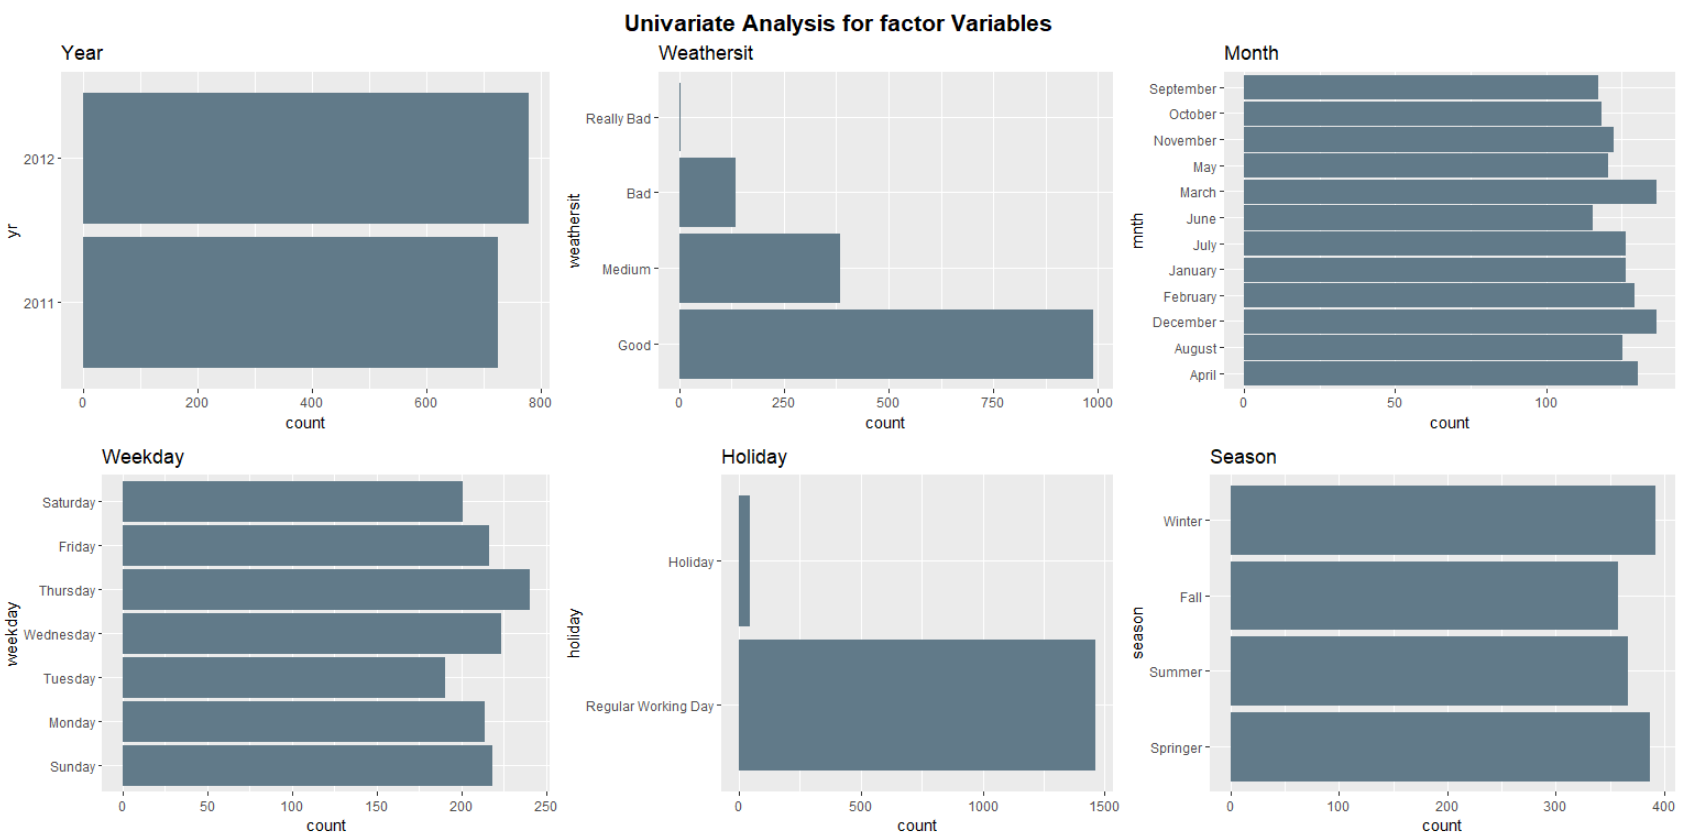 Univariate Analysis for factor Variables
Year
yr
2012
2011
0 200 400 600 800
count
Weathersit
weathersit
Really Bad
Bad
Medium
Good
0 250 500 750 1000
count
Month
mnth
September
October
November
May
March
June
July
January
February
December
August
April
0 50 100
count
Weekday
weekday
Saturday
Friday
Thursday
Wednesday
Tuesday
Monday
Sunday
0 50 100 150 200 250
count
Holiday
holiday
Holiday
Regular Working Day
0 500 1000 1500
count
Season
season
Winter
Fall
Summer
Springer
0 100 200 300 400
count